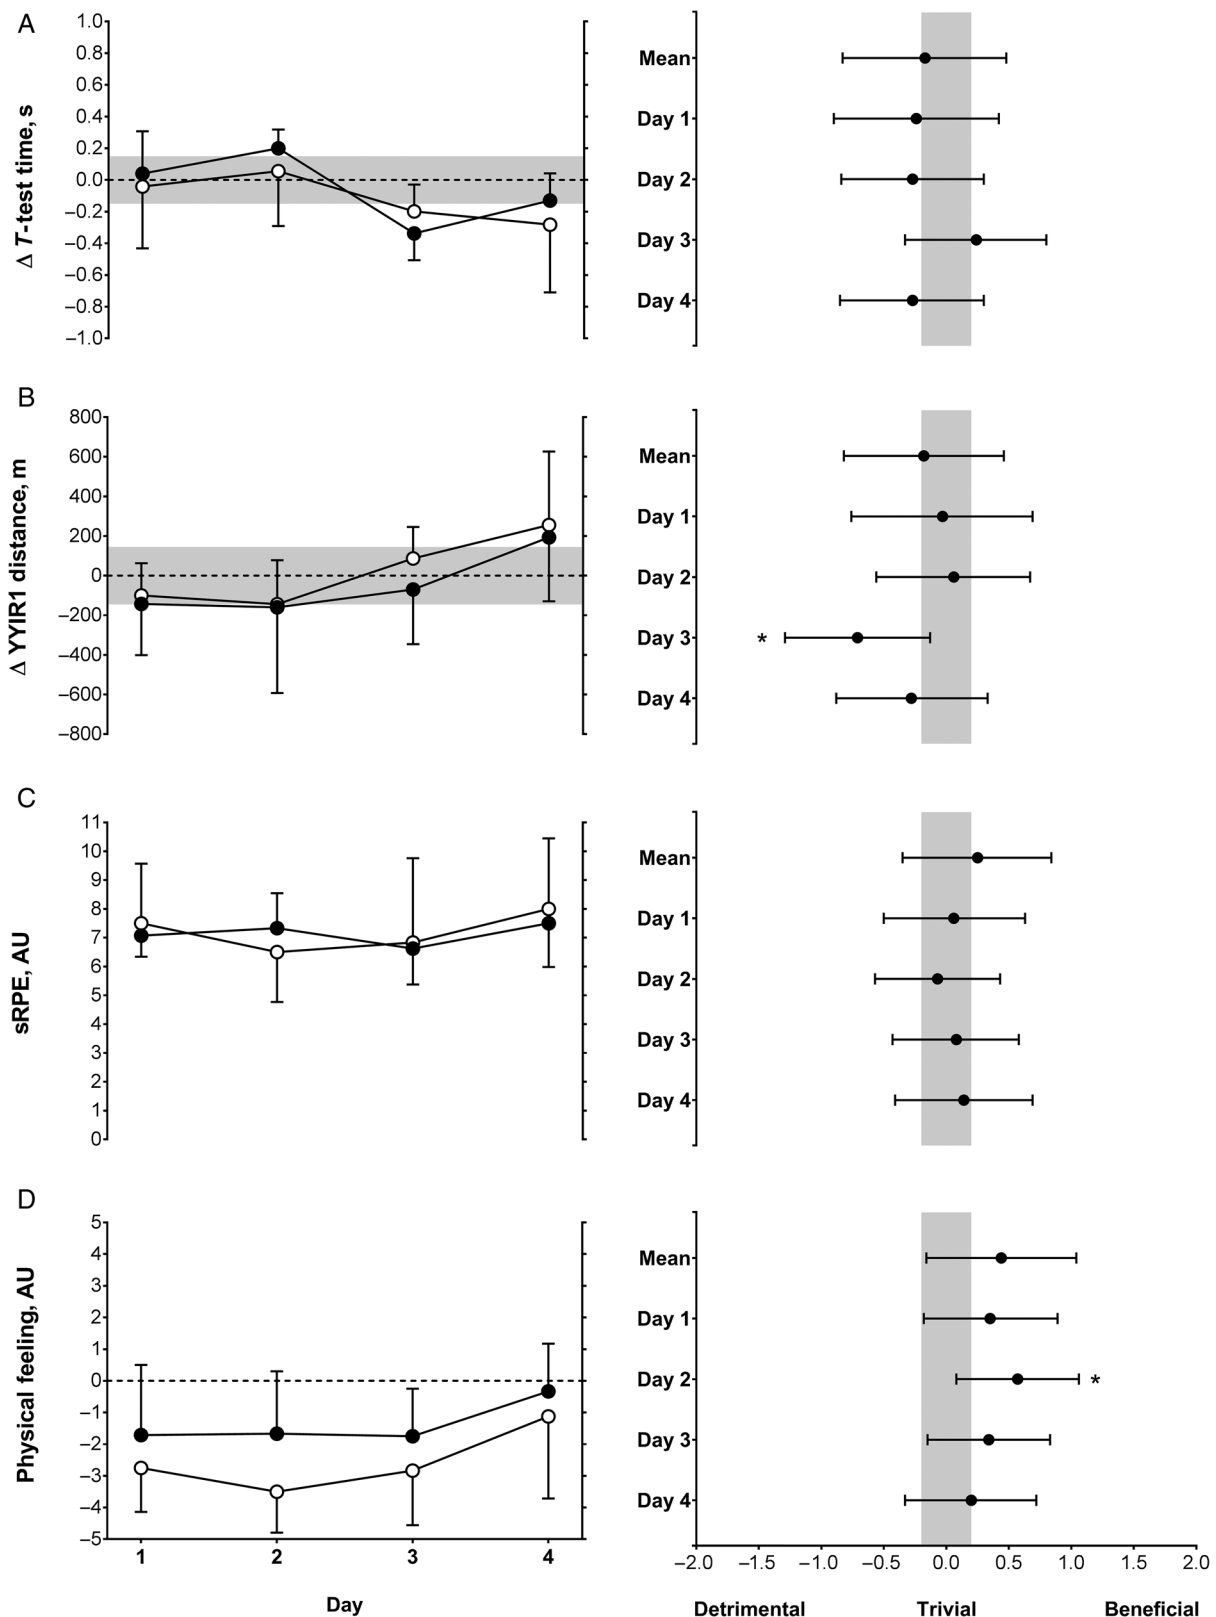 A
Δ T-test time, s
1.0
0.8
0.6
0.4
0.2
0.0
–0.2
–0.4
–0.6
–0.8
–1.0
Mean
Day 1
Day 2
Day 3
Day 4
B
Δ YYIR1 distance, m
800
600
400
200
0
–200
–400
–600
–800
Mean
Day 1
Day 2
* Day 3
Day 4
C
sRPE, AU
11
10
9
8
7
6
5
4
3
2
1
0
Mean
Day 1
Day 2
Day 3
Day 4
D
Physical feeling, AU
5
4
3
2
1
0
–1
–2
–3
–4
–5
1 2 3 4
Day
Mean
Day 1
Day 2 *
Day 3
Day 4
–2.0 –1.5 –1.0 –0.5 0.0 0.5 1.0 1.5 2.0
Detrimental Trivial Beneficial